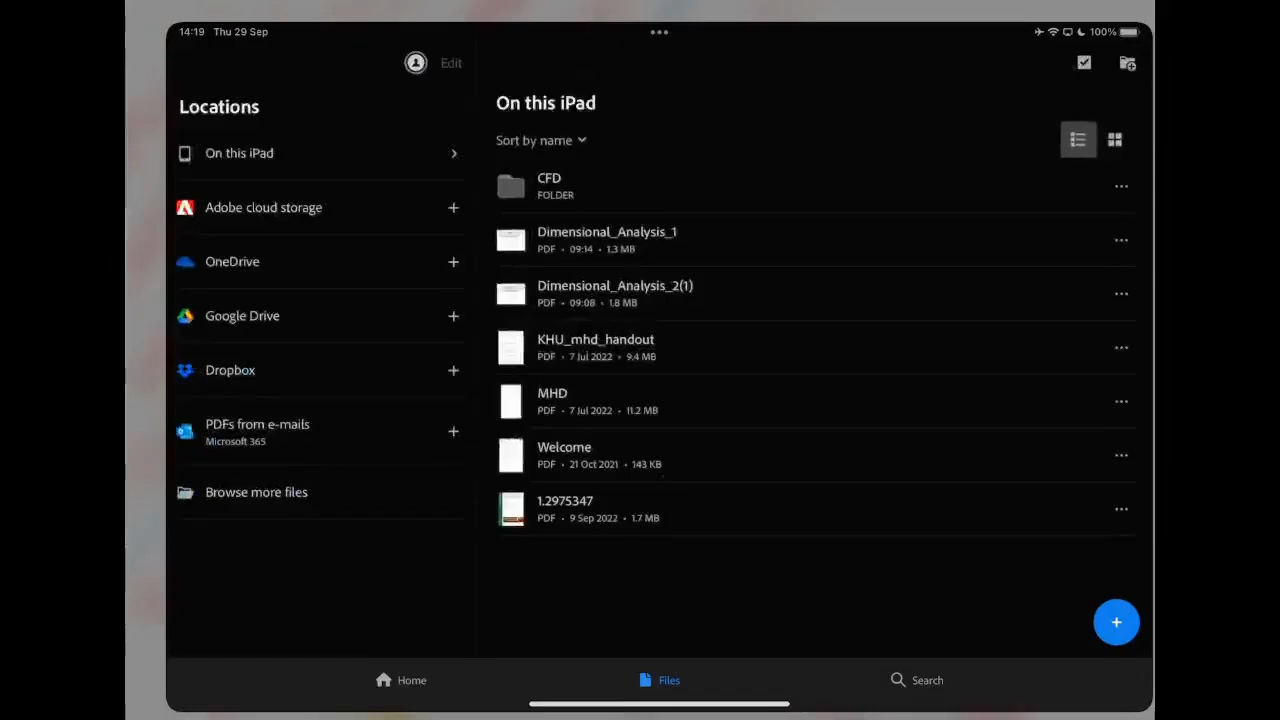 14:19 Thu 29 Sep
100%
Edit
Locations
On this iPad
Adobe cloud storage
OneDrive
Google Drive
Dropbox
PDFs from e-mails
Microsoft 365
Browse more files
On this iPad
Sort by name
CFD
FOLDER
Dimensional_Analysis_1
PDF • 09:14 • 1.3 MB
Dimensional_Analysis_2(1)
PDF • 09:08 • 1.8 MB
KHU_mhd_handout
PDF • 7 Jul 2022 • 9.4 MB
MHD
PDF • 7 Jul 2022 • 11.2 MB
Welcome
PDF • 21 Oct 2021 • 143 KB
1.2975347
PDF • 9 Sep 2022 • 1.7 MB
Home
Files
Search